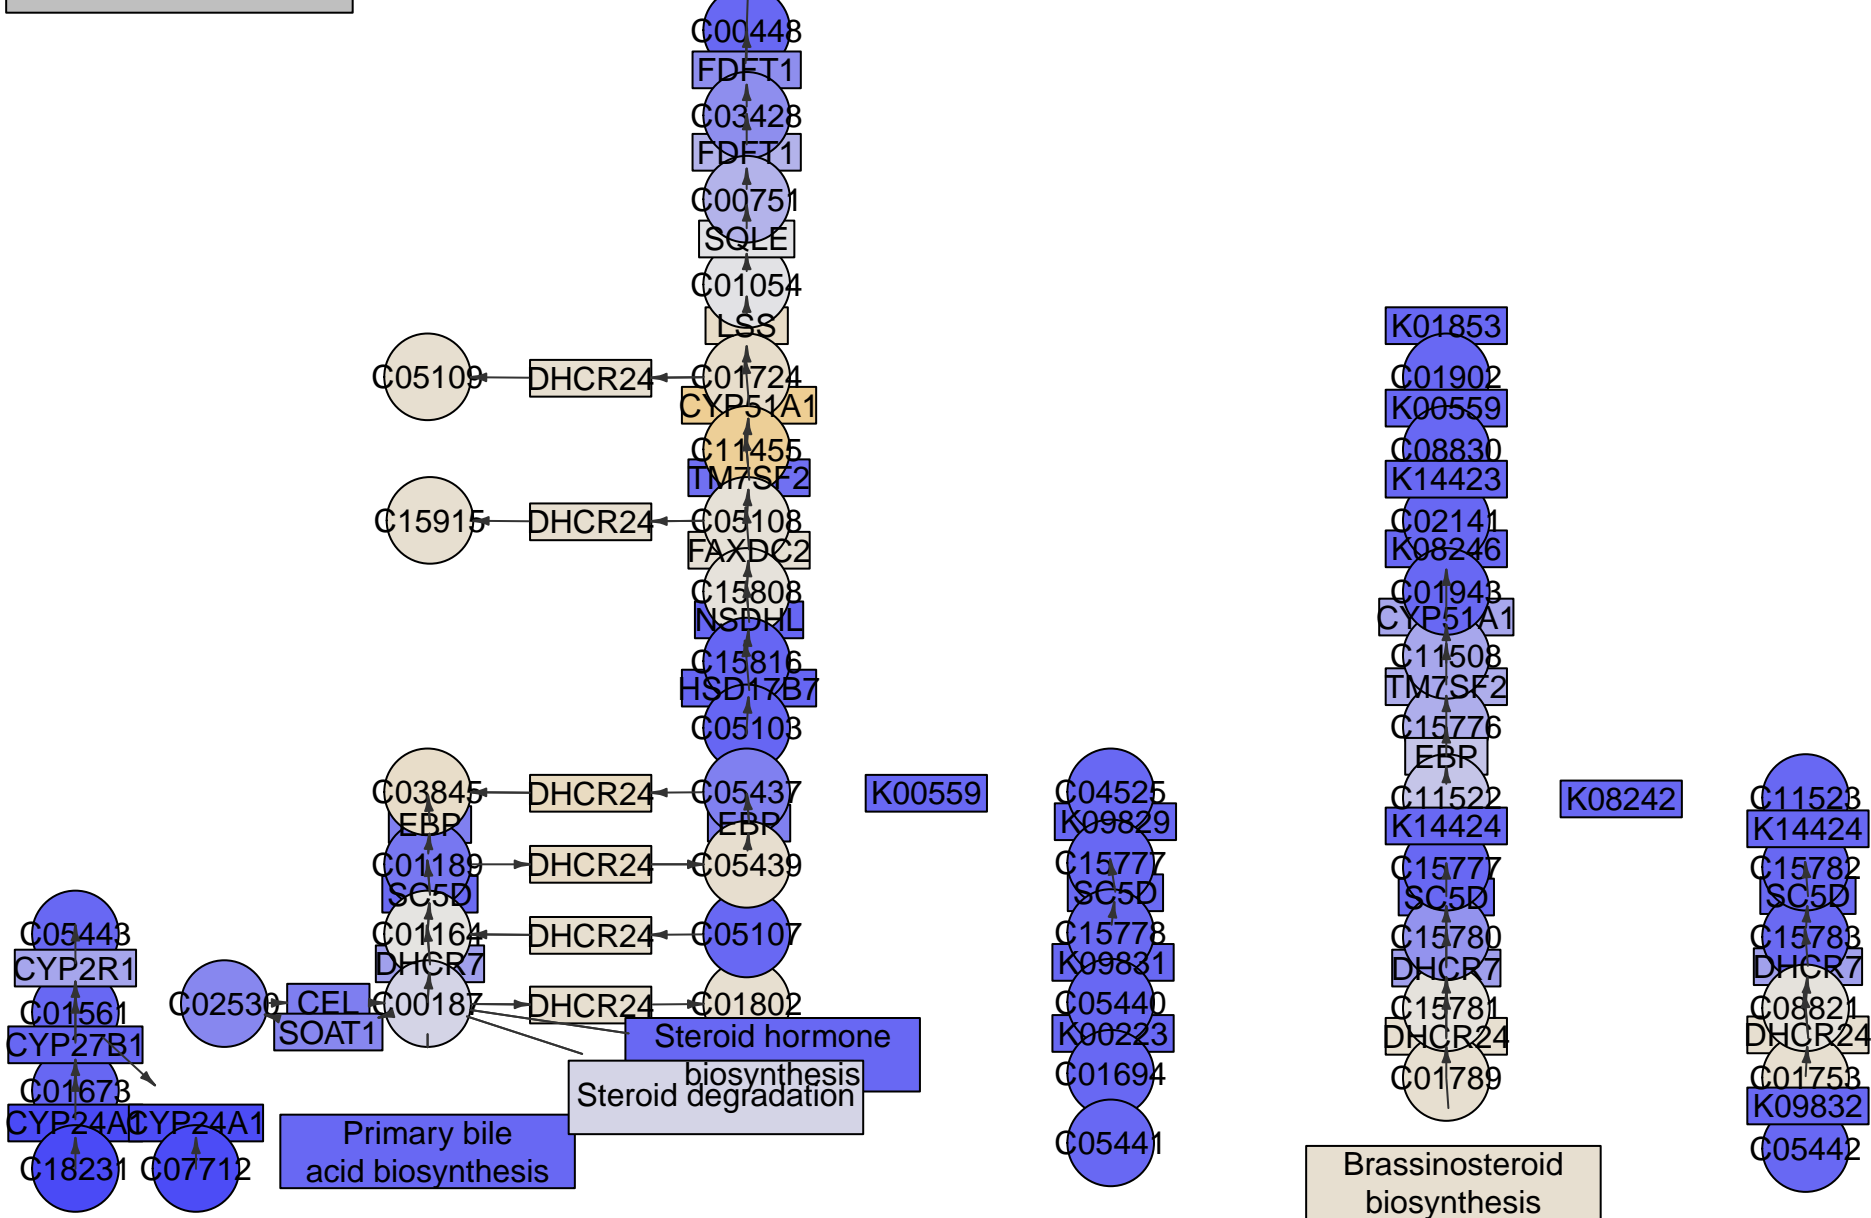 C00448
FDFT1
C03428
FDFT1
C00751
SQLE
C01054
LSS
C05109
DHCR24
C01724
CYP51A1
C11455
TM7SF2
C15915
DHCR24
C05108
FAXDC2
C15808
NSDHL
C15816
HSD17B7
C05103
C03845
DHCR24
C05437
EBP
EBP
C01189
DHCR24
C05439
SC5D
C01164
DHCR24
C05107
DHCR7
C02530
CEL
SOAT1
C00187
DHCR24
C01802
C05443
CYP2R1
C01561
CYP27B1
C01673
CYP24A1
CYP24A1
C18231
C07712
Steroid hormone
biosynthesis
Steroid degradation
Primary bile
acid biosynthesis
K00559
C04525
K09829
C15777
SC5D
C15778
K09831
C05440
K00223
C01694
C05441
K01853
C01902
K00559
C08830
K14423
C02141
K08246
C01943
CYP51A1
C11508
TM7SF2
C15776
EBP
C11522
K14424
C15777
SC5D
C15780
DHCR7
C15781
DHCR24
C01789
Brassinosteroid
biosynthesis
K08242
C11523
K14424
C15782
SC5D
C15783
DHCR7
C08821
DHCR24
C01753
K09832
C05442